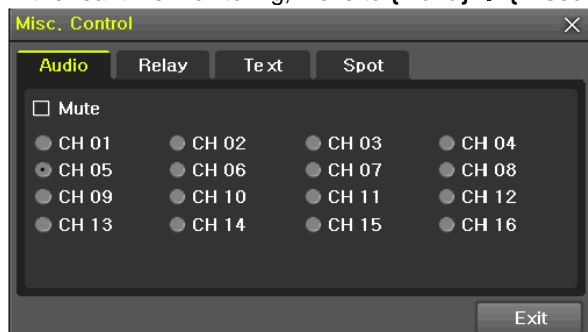 Misc. Control
Audio Relay Text Spot
Mute
CH 01 CH 02 CH 03 CH 04
CH 05 CH 06 CH 07 CH 08
CH 09 CH 10 CH 11 CH 12
CH 13 CH 14 CH 15 CH 16
Exit